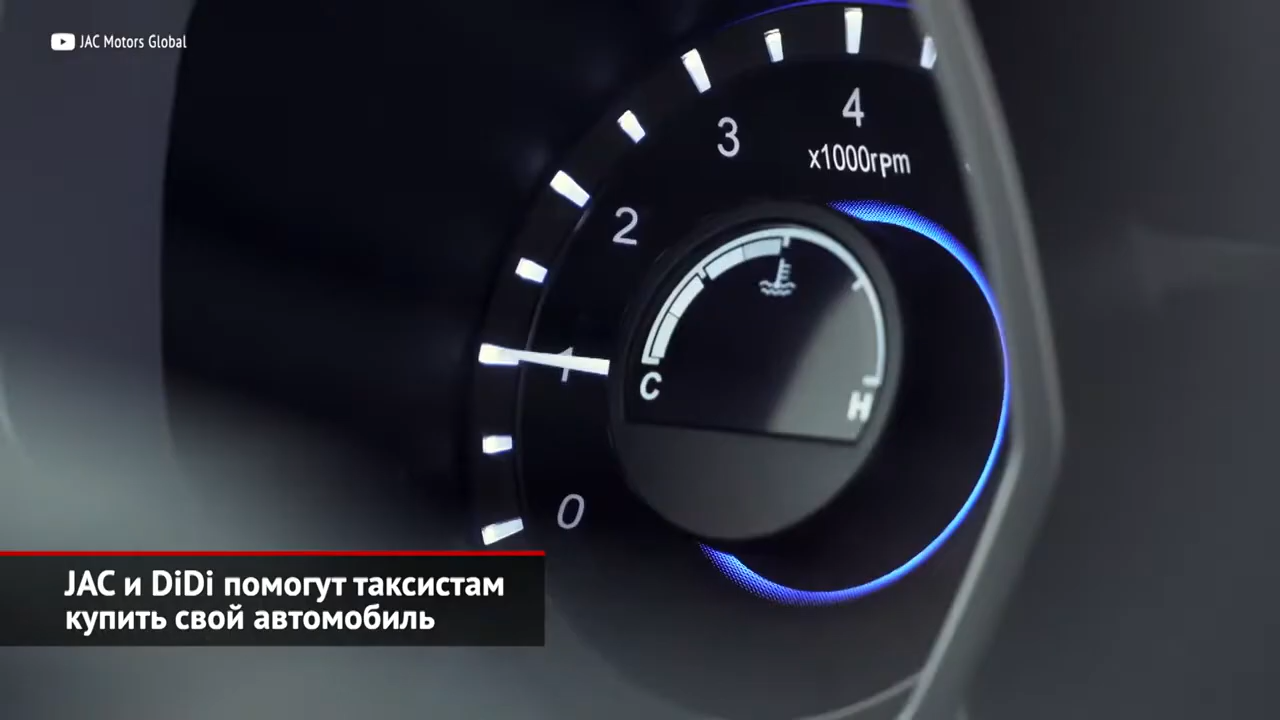 JAC Motors Global
4
3
x1000rpm
2
1
C
H
0
JAC и DiDi помогут таксистам
купить свой автомобиль